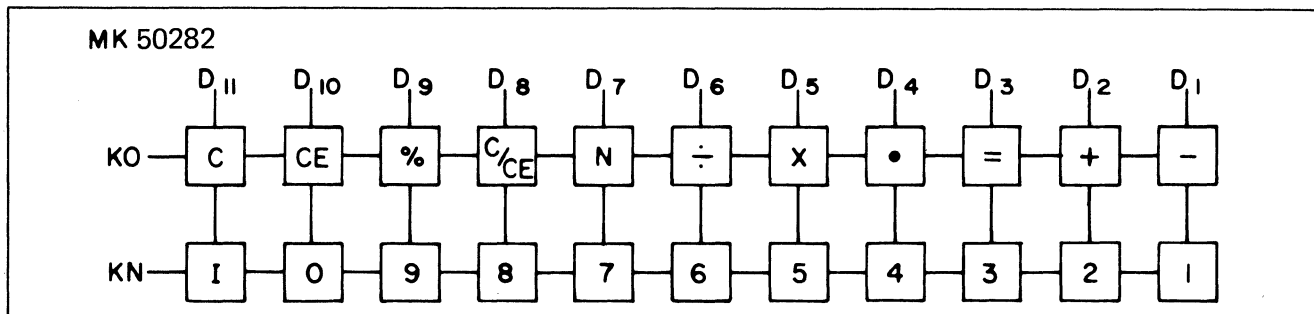 MK 50282
D11 D10 D9 D8 D7 D6 D5 D4 D3 D2 D1
KO C CE % C/CE N ÷ X • = + −
KN I 0 9 8 7 6 5 4 3 2 1